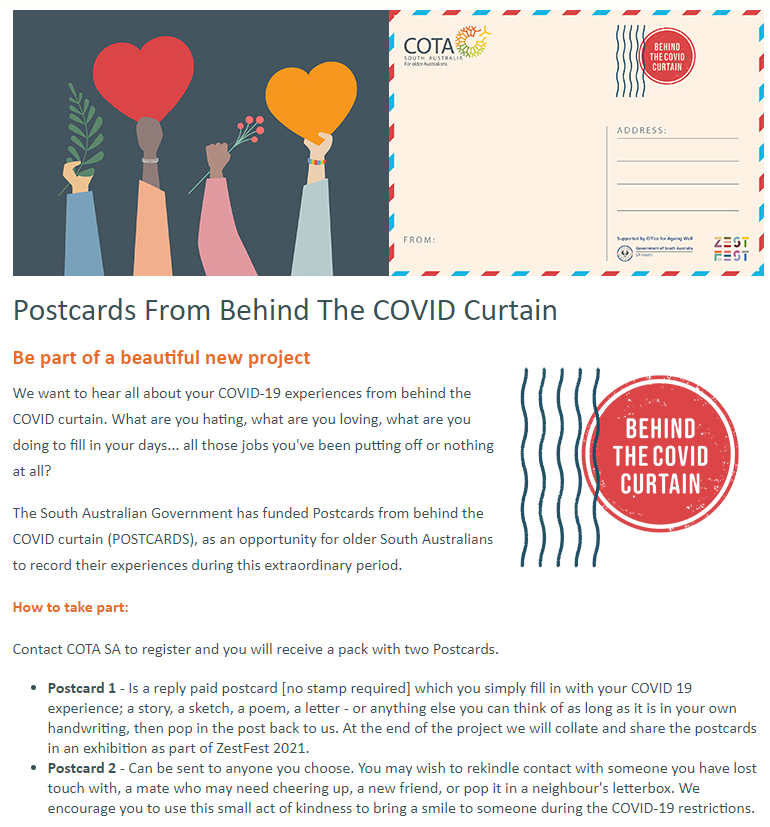 COTA
SOUTH AUSTRALIA
For older Australians
BEHIND
THE COVID
CURTAIN
ADDRESS:
FROM:
Supported by Office for Ageing Well
Government of South Australia
SA Health
ZEST
FEST
Postcards From Behind The COVID Curtain
Be part of a beautiful new project
We want to hear all about your COVID-19 experiences from behind the
COVID curtain. What are you hating, what are you loving, what are you
doing to fill in your days... all those jobs you've been putting off or nothing
at all?
BEHIND
THE COVID
CURTAIN
The South Australian Government has funded Postcards from behind the
COVID curtain (POSTCARDS), as an opportunity for older South Australians
to record their experiences during this extraordinary period.
How to take part:
Contact COTA SA to register and you will receive a pack with two Postcards.
• Postcard 1 - Is a reply paid postcard [no stamp required] which you simply fill in with your COVID 19
experience; a story, a sketch, a poem, a letter - or anything else you can think of as long as it is in your own
handwriting, then pop in the post back to us. At the end of the project we will collate and share the postcards
in an exhibition as part of ZestFest 2021.
• Postcard 2 - Can be sent to anyone you choose. You may wish to rekindle contact with someone you have lost
touch with, a mate who may need cheering up, a new friend, or pop it in a neighbour's letterbox. We
encourage you to use this small act of kindness to bring a smile to someone during the COVID-19 restrictions.